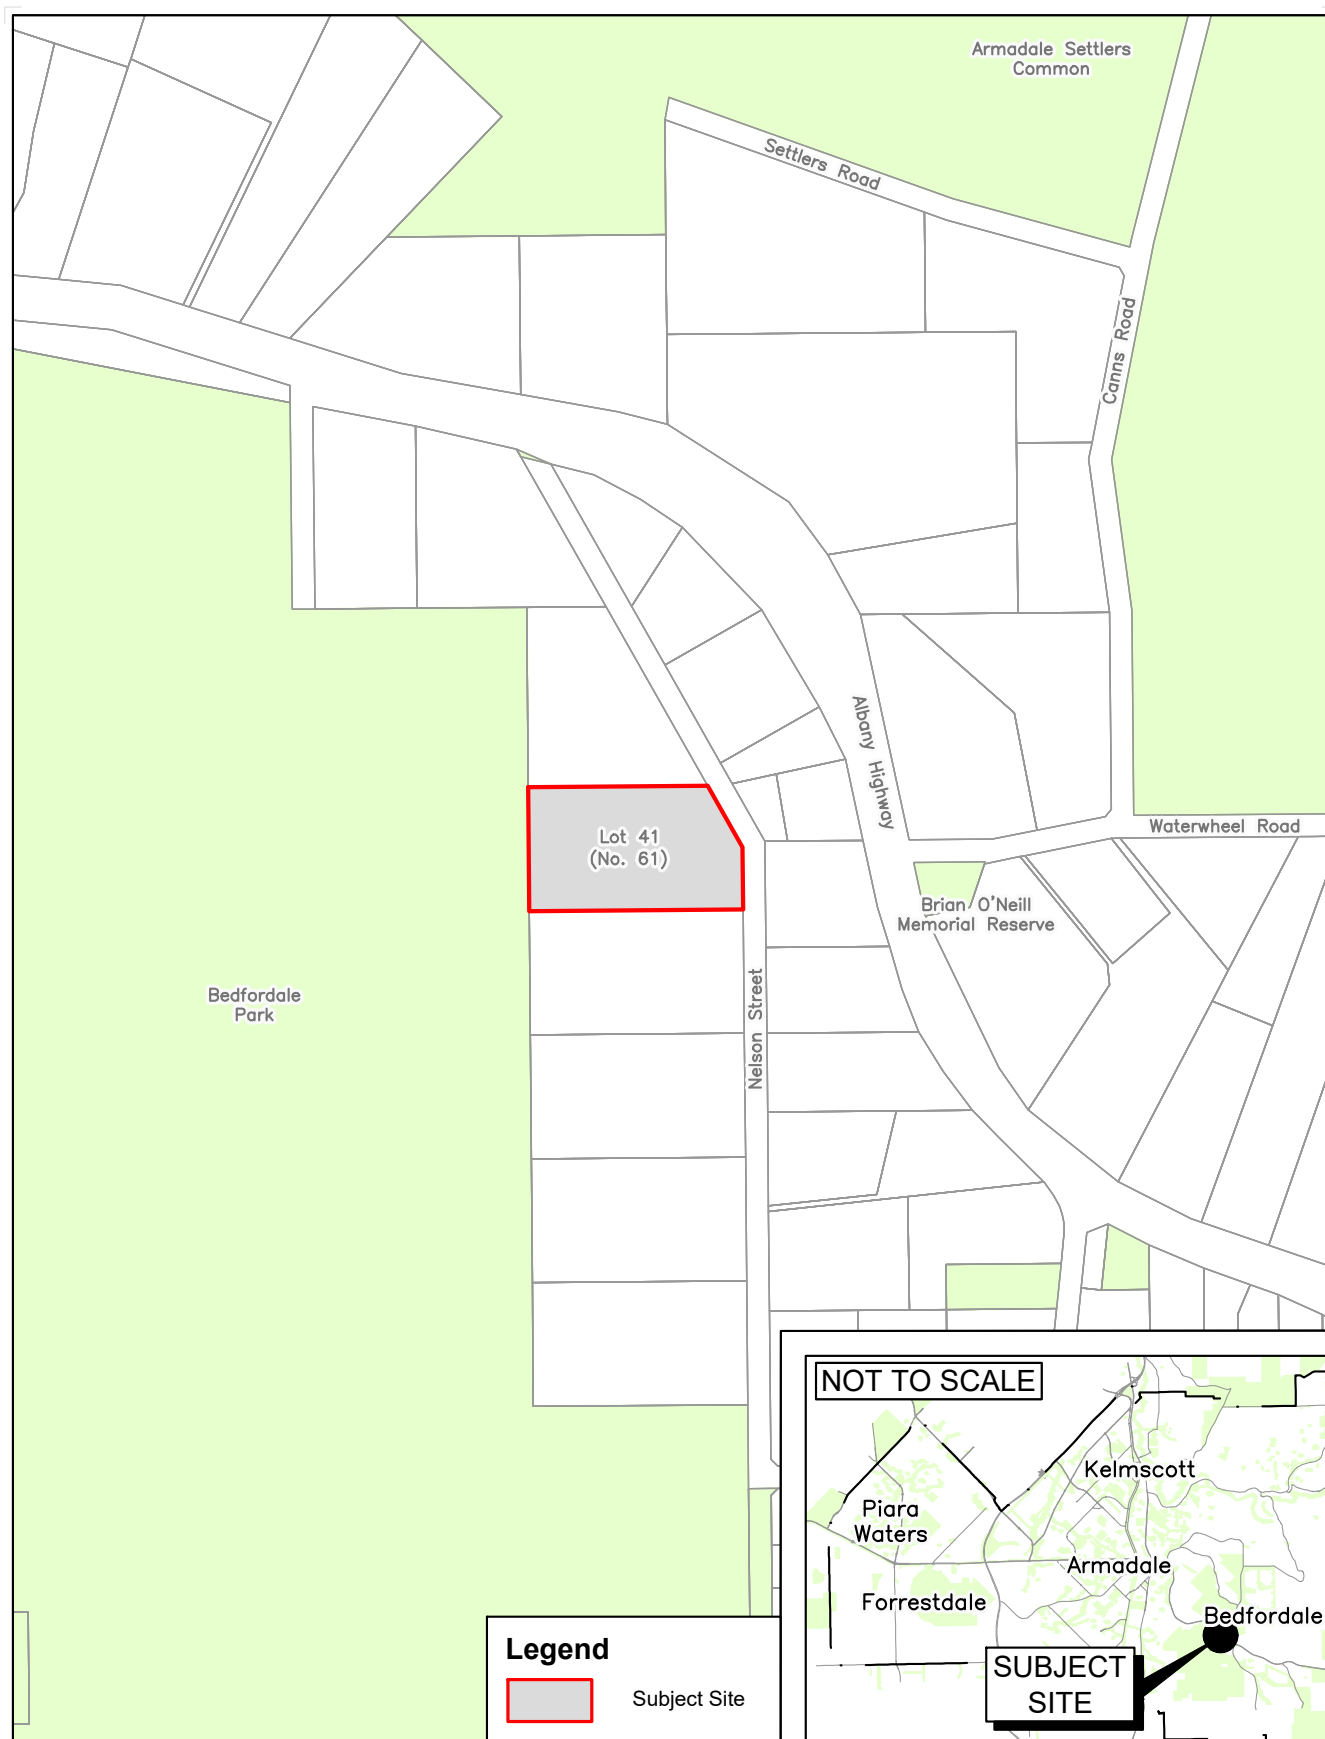 Armadale Settlers
Common
Settlers Road
Canns Road
Albany Highway
Lot 41
(No. 61)
Waterwheel Road
Brian O'Neill
Memorial Reserve
Bedfordale
Park
Nelson Street
NOT TO SCALE
Kelmscott
Piara
Waters
Armadale
Forrestdale
Bedfordale
SUBJECT
SITE
Legend
Subject Site